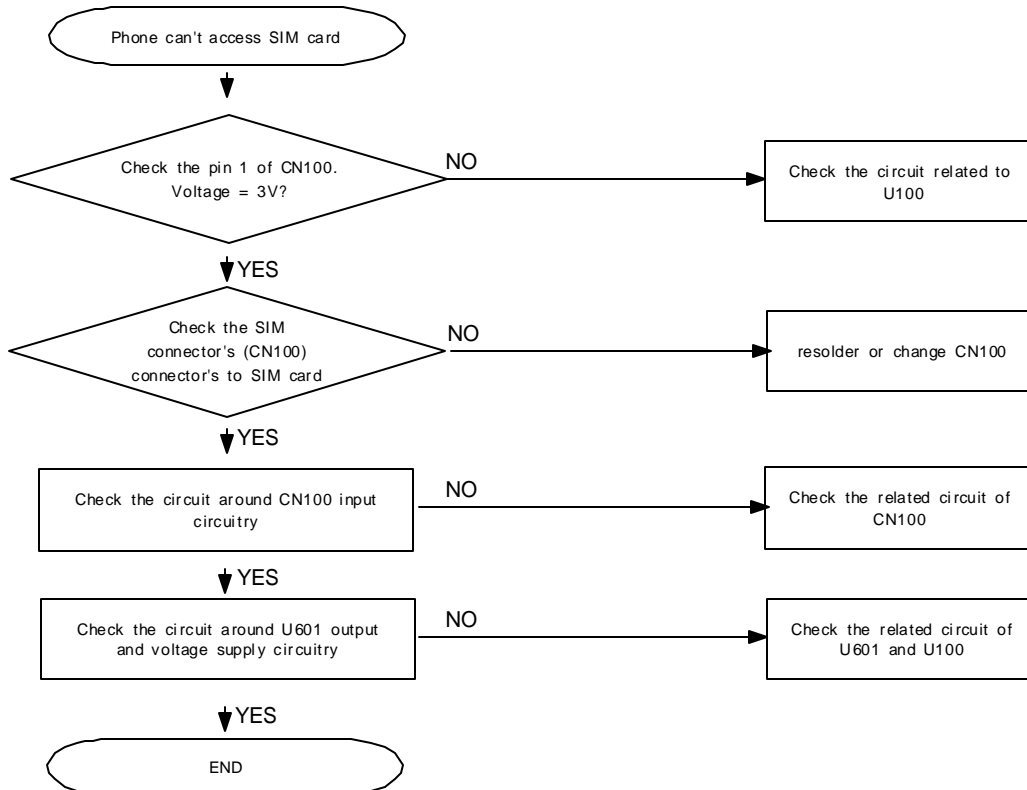 Phone can't access SIM card
Check the pin 1 of CN100.
Voltage = 3V?
NO
Check the circuit related to
U100
YES
Check the SIM
connector's (CN100)
connector's to SIM card
NO
resolder or change CN100
YES
Check the circuit around CN100 input
circuitry
NO
Check the related circuit of
CN100
YES
Check the circuit around U601 output
and voltage supply circuitry
NO
Check the related circuit of
U601 and U100
YES
END